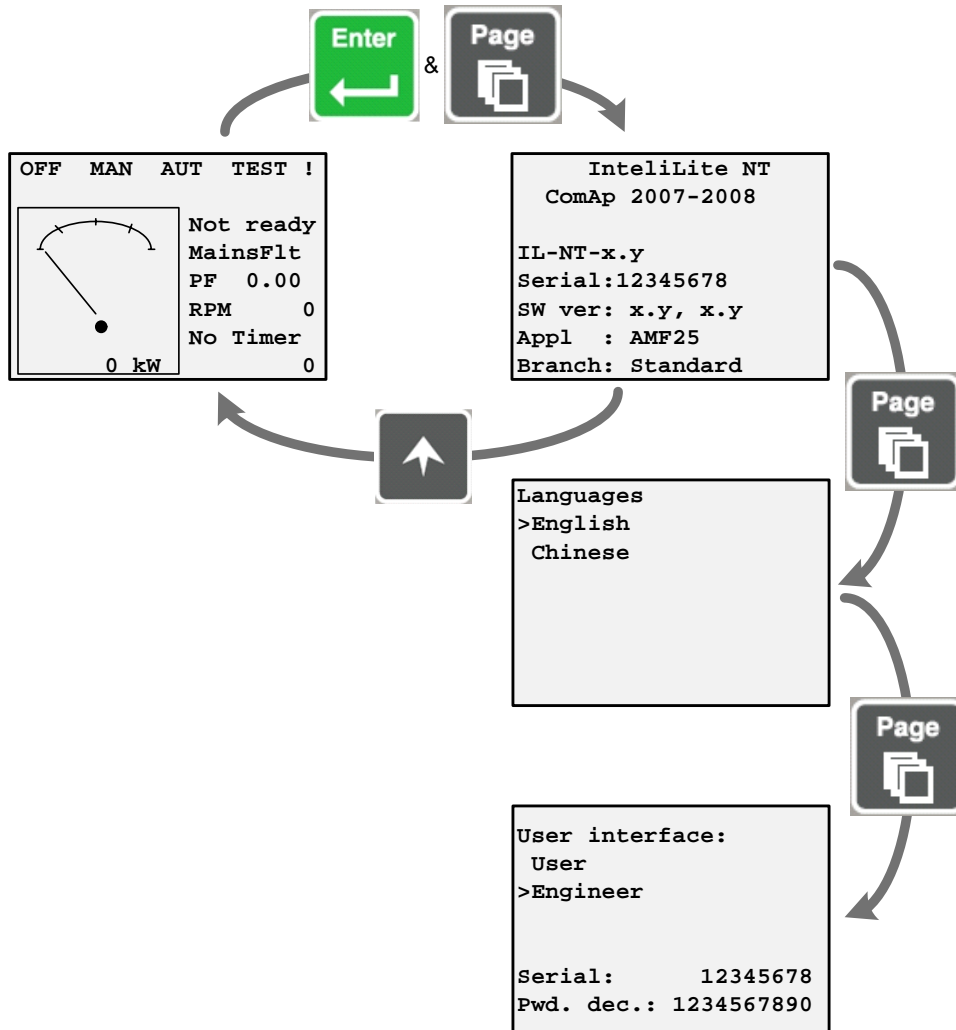 Enter
&
Page
OFF MAN AUT TEST !
Not ready
MainsFlt
PF 0.00
RPM 0
No Timer
0 kW 0
InteliLite NT
ComAp 2007-2008
IL-NT-x.y
Serial:12345678
SW ver: x.y, x.y
Appl : AMF25
Branch: Standard
Page
Languages
>English
Chinese
Page
User interface:
User
>Engineer
Serial: 12345678
Pwd. dec.: 1234567890